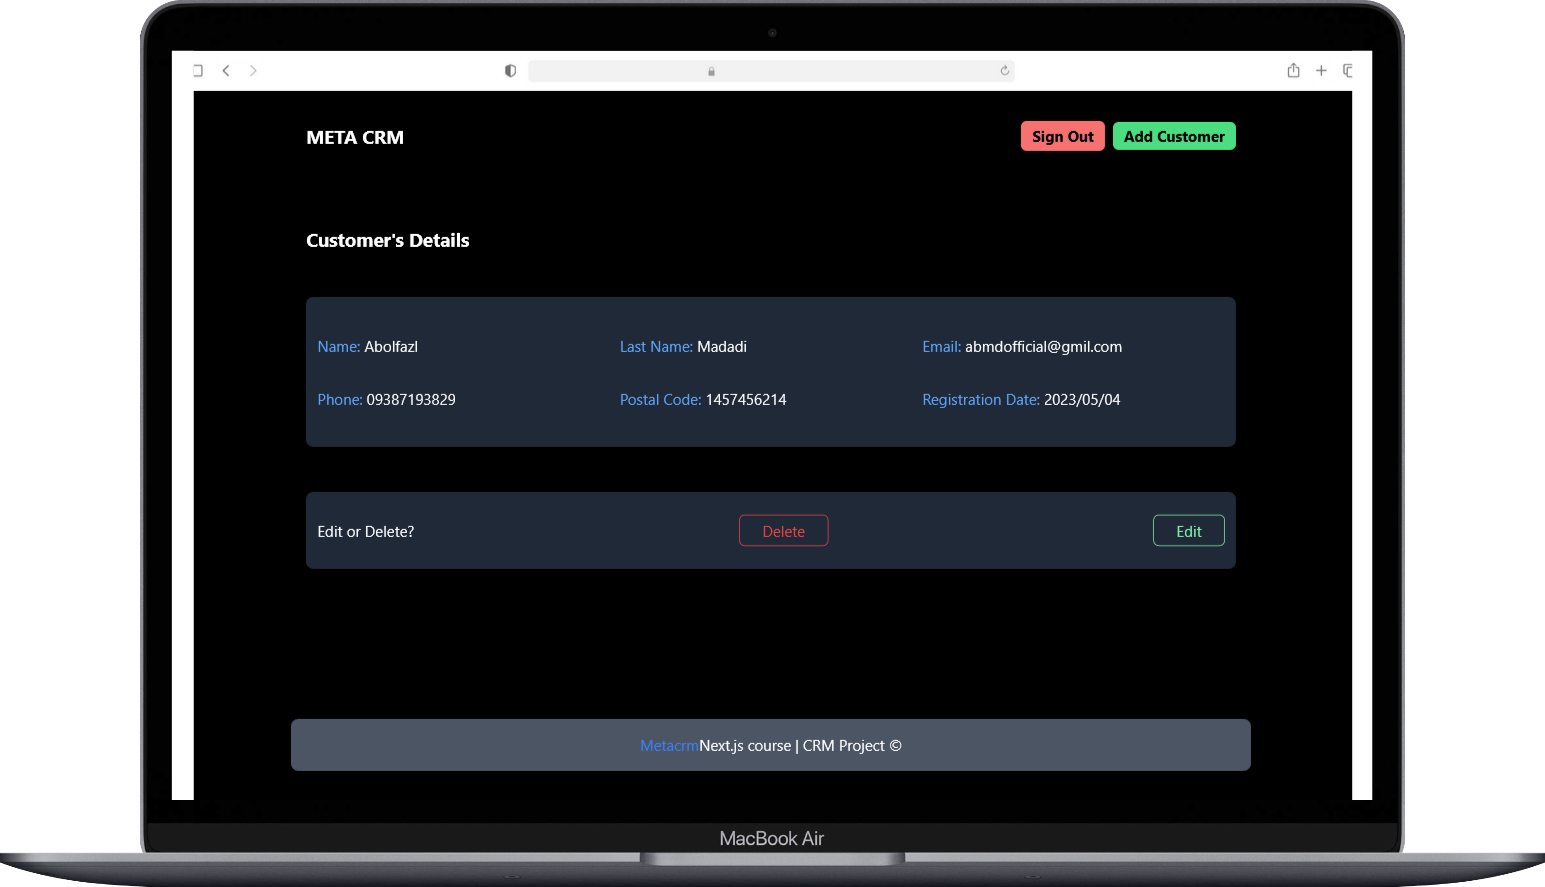 META CRM
Sign Out
Add Customer
Customer's Details
Name: Abolfazl
Last Name: Madadi
Email: abmdofficial@gmil.com
Phone: 09387193829
Postal Code: 1457456214
Registration Date: 2023/05/04
Edit or Delete?
Delete
Edit
MetacrmNext.js course | CRM Project ©
MacBook Air